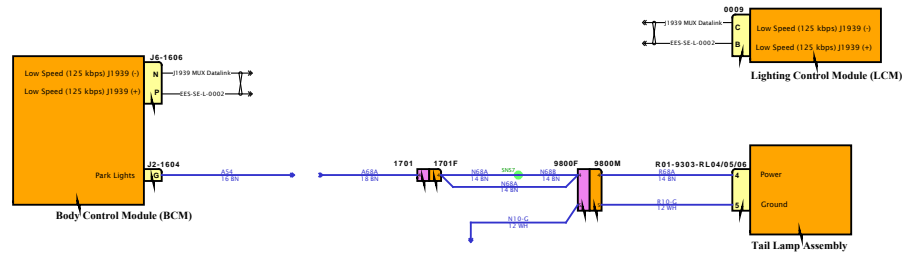 0009
J1939 MUX Datalink
C
Low Speed (125 kbps) J1939 (-)
EES-SE-L-0002
B
Low Speed (125 kbps) J1939 (+)
Lighting Control Module (LCM)
J6-1606
Low Speed (125 kbps) J1939 (-)
N
J1939 MUX Datalink
Low Speed (125 kbps) J1939 (+)
P
EES-SE-L-0002
J2-1604
Park Lights
G
A54
16 BN
Body Control Module (BCM)
A68A
18 BN
1701
1701F
N68A
14 BN
SN57
N68B
14 BN
N68A
14 BN
9800F
9800M
N10-G
12 WH
R01-9303-RL04/05/06
R68A
14 BN
4
Power
R10-G
12 WH
5
Ground
Tail Lamp Assembly